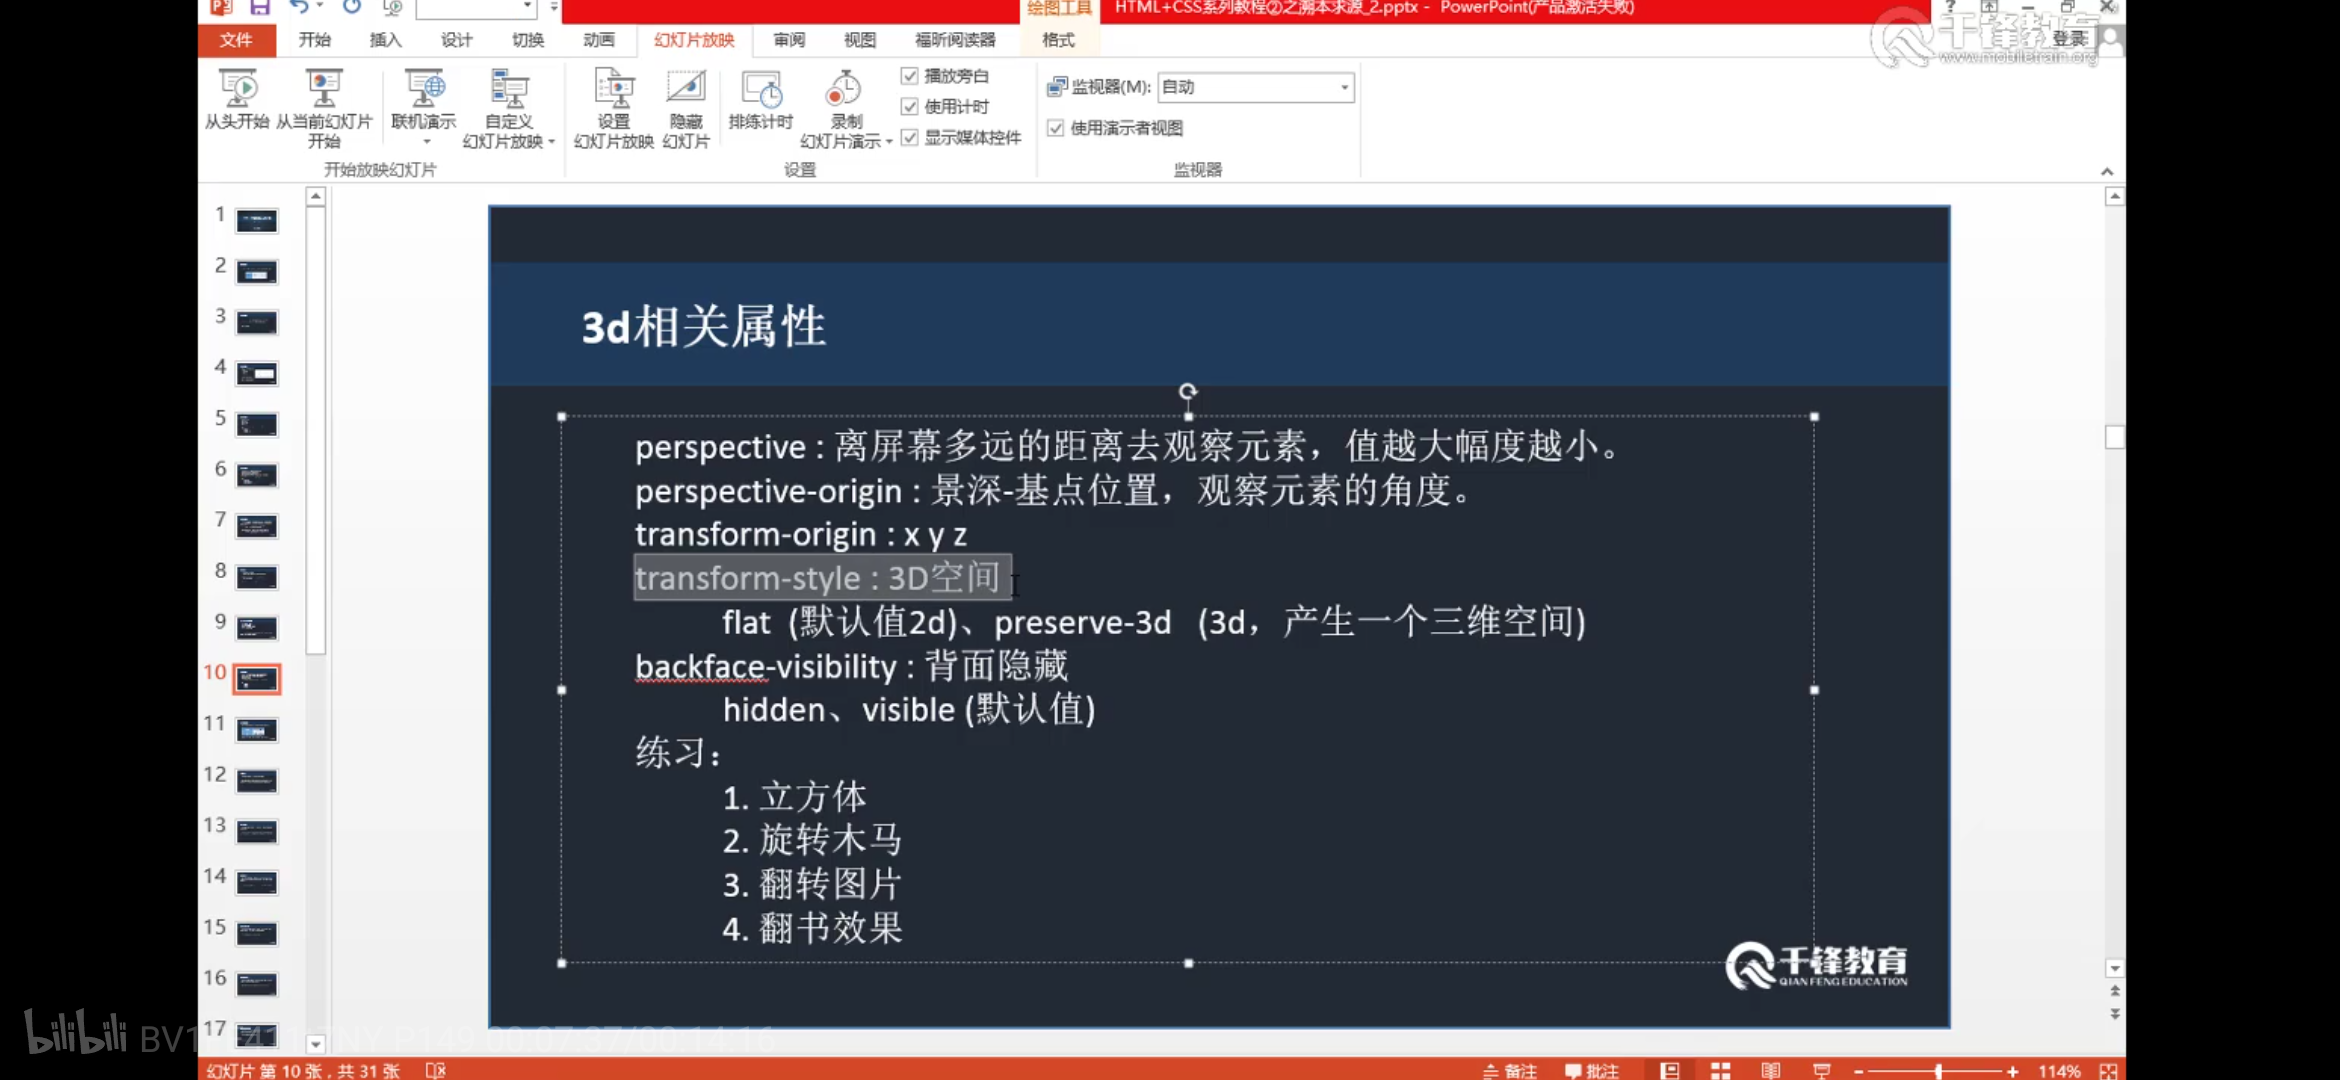 绘图工具
HTML+CSS系列教程②之溯本求源_2.pptx - PowerPoint(产品激活失败)
文件 开始 插入 设计 切换 动画 幻灯片放映 审阅 视图 福昕阅读器 格式 登录
千锋教育
www.mobiletrain.org
从头开始
从当前幻灯片
开始
联机演示
自定义
幻灯片放映
开始放映幻灯片
设置
幻灯片放映
隐藏
幻灯片
排练计时
录制
幻灯片演示
播放旁白
使用计时
显示媒体控件
设置
监视器(M): 自动
使用演示者视图
监视器
1
2
3
4
5
6
7
8
9
10
11
12
13
14
15
16
17
3d相关属性
perspective : 离屏幕多远的距离去观察元素，值越大幅度越小。
perspective-origin : 景深-基点位置，观察元素的角度。
transform-origin : x y z
transform-style : 3D空间
flat (默认值2d)、preserve-3d (3d，产生一个三维空间)
backface-visibility : 背面隐藏
hidden、visible (默认值)
练习：
1. 立方体
2. 旋转木马
3. 翻转图片
4. 翻书效果
千锋教育
QIANFENG EDUCATION
bilibili
P149 00:07:37/00:14:16
幻灯片 第 10 张，共 31 张
备注 批注 114%